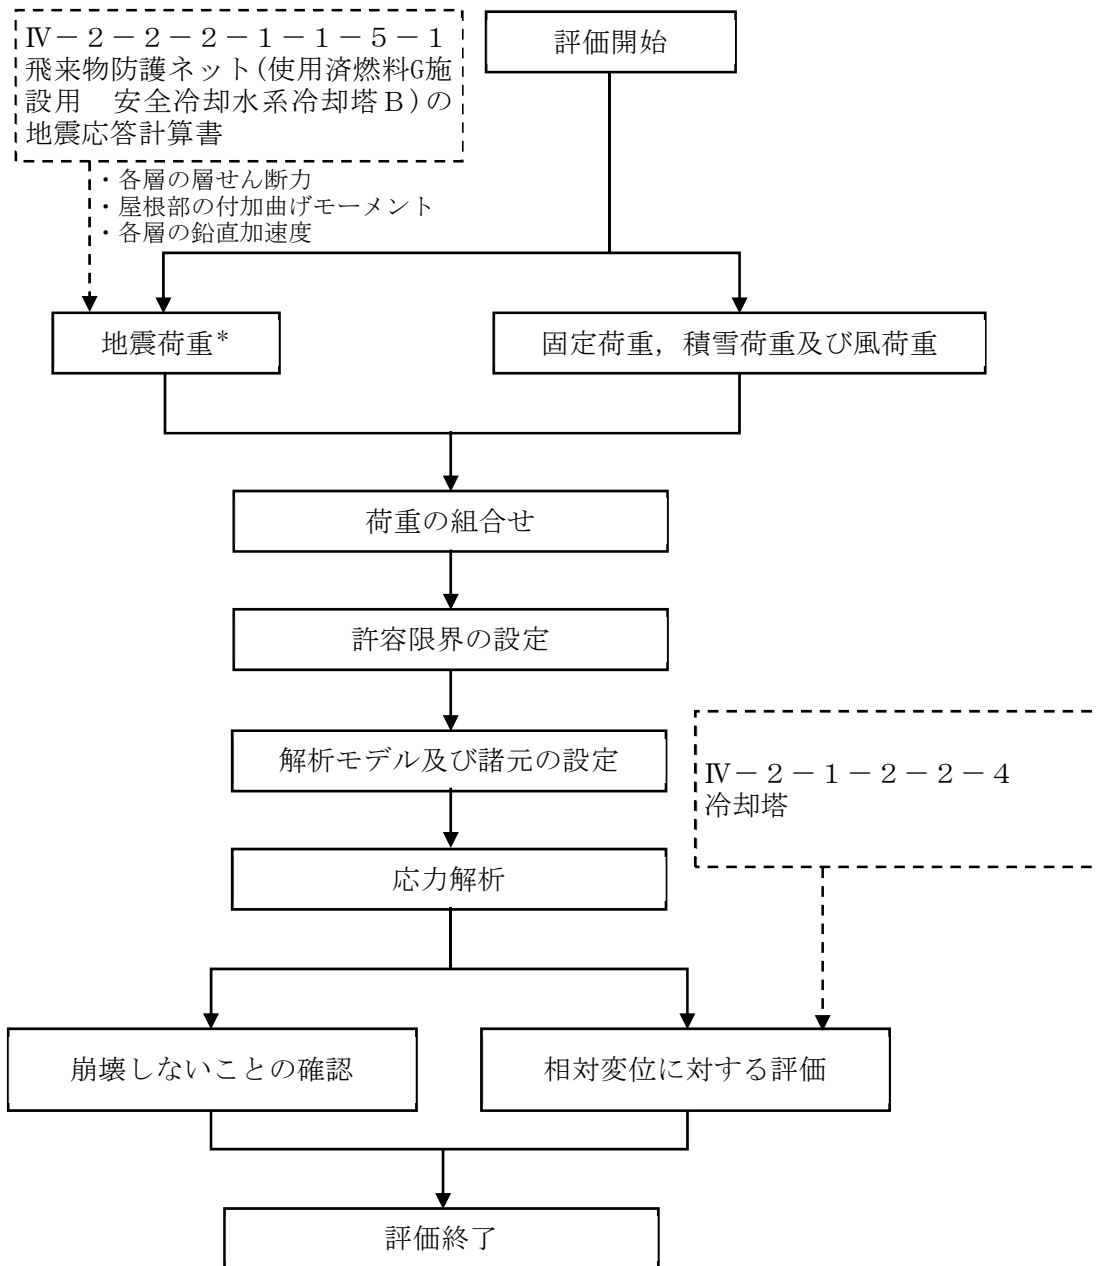 Ⅳ－２－２－２－１－１－５－１
飛来物防護ネット(使用済燃料G施
設用　安全冷却水系冷却塔Ｂ)の
地震応答計算書
評価開始
・各層の層せん断力
・屋根部の付加曲げモーメント
・各層の鉛直加速度
地震荷重*
固定荷重，積雪荷重及び風荷重
荷重の組合せ
許容限界の設定
解析モデル及び諸元の設定
Ⅳ－２－１－２－２－４
冷却塔
応力解析
崩壊しないことの確認
相対変位に対する評価
評価終了